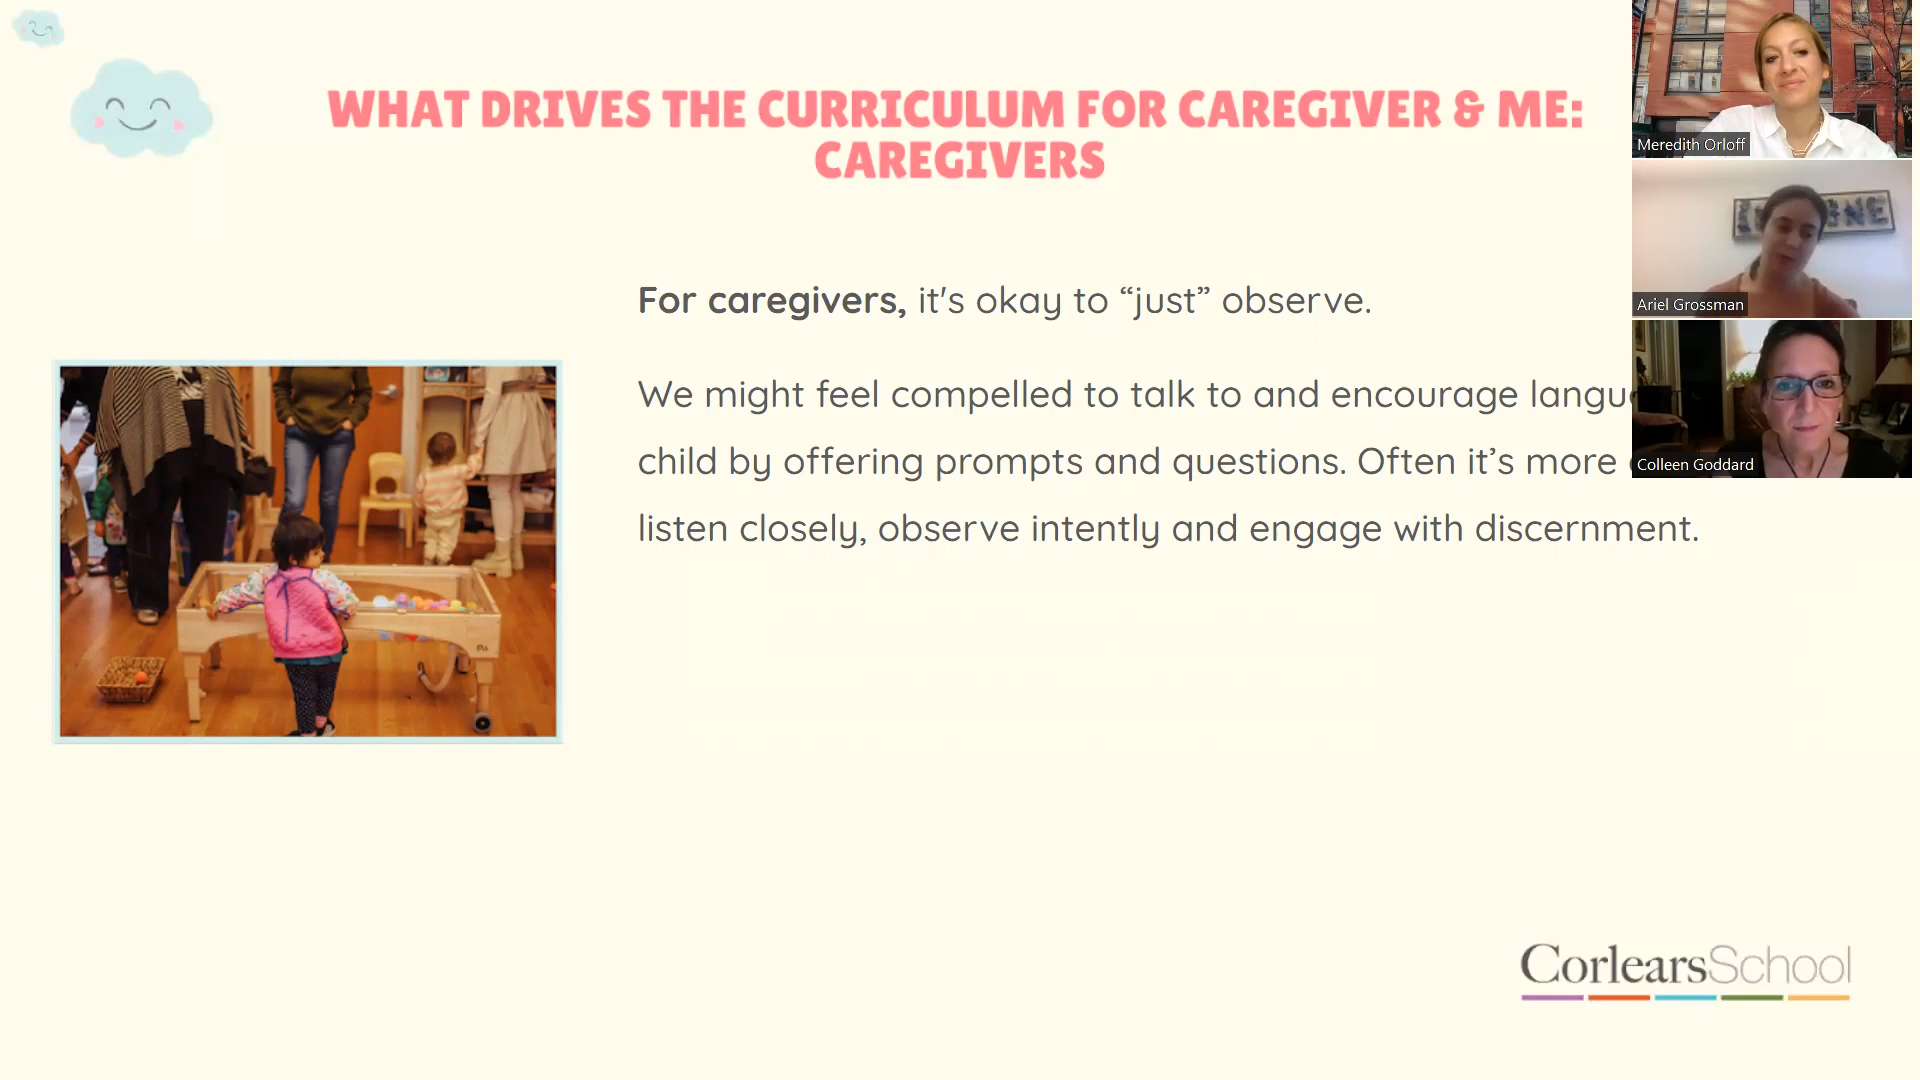 WHAT DRIVES THE CURRICULUM FOR CAREGIVER & ME:
CAREGIVERS
For caregivers, it's okay to “just” observe.
We might feel compelled to talk to and encourage
child by offering prompts and questions. Often it’s more
listen closely, observe intently and engage with discernment.
Meredith Orloff
Ariel Grossman
Colleen Goddard
CorlearsSchool